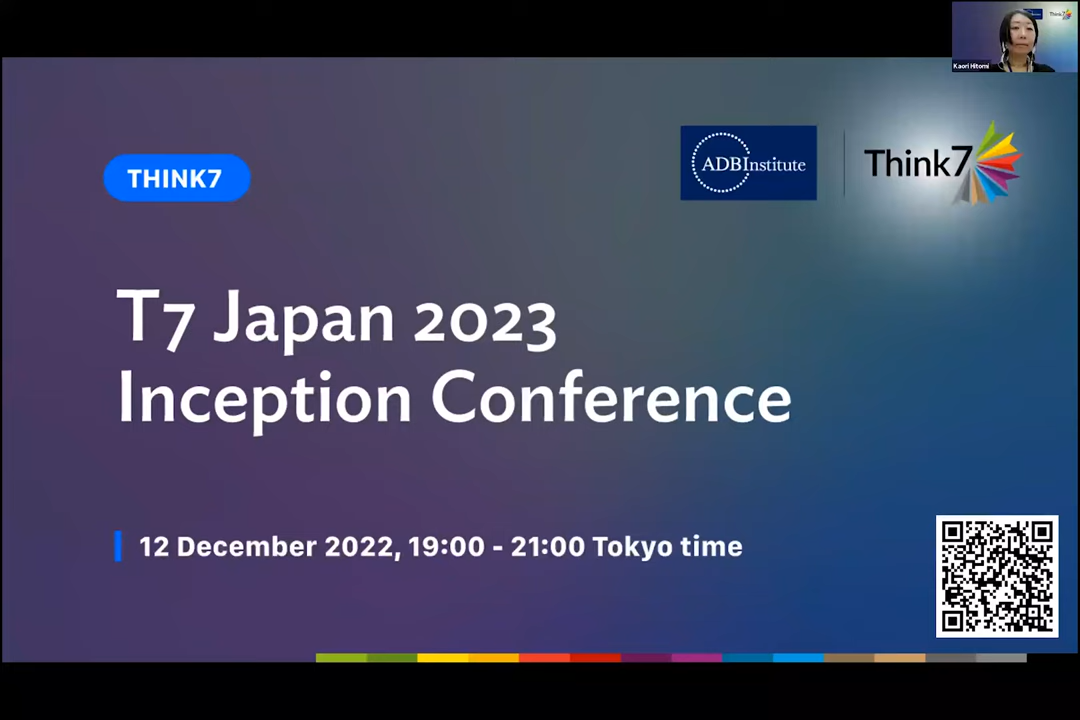 Kaori Hitomi
ADBInstitute
Think7
THINK7
T7 Japan 2023
Inception Conference
12 December 2022, 19:00 - 21:00 Tokyo time